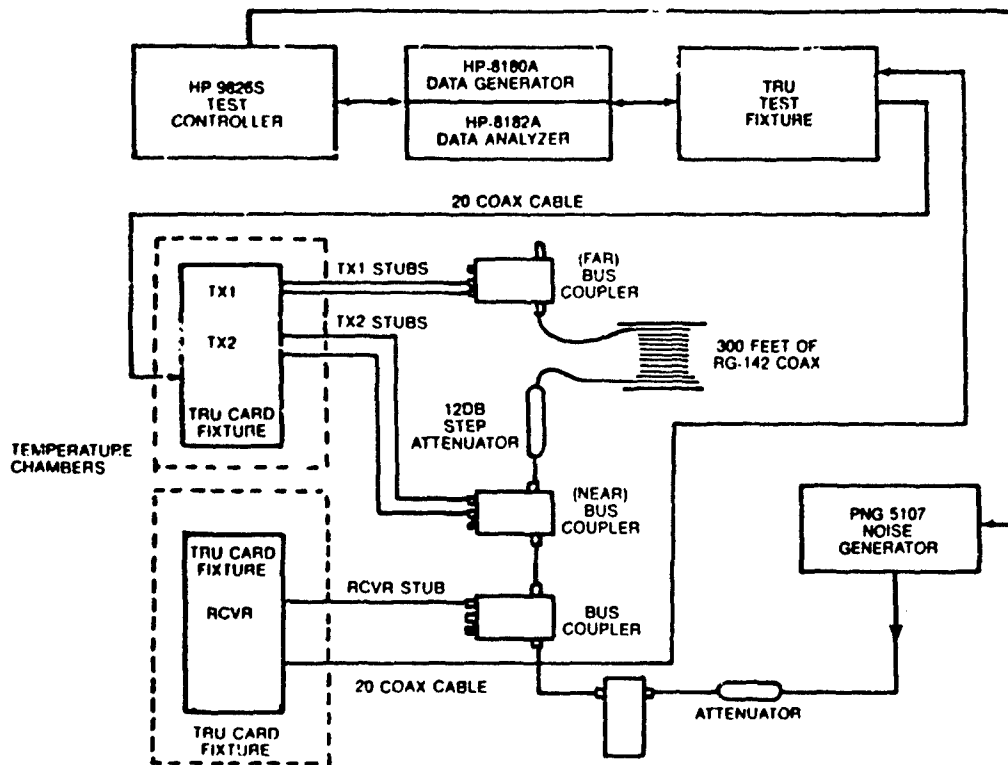 HP 9826S
TEST
CONTROLLER
HP-8180A
DATA GENERATOR
HP-8182A
DATA ANALYZER
TRU
TEST
FIXTURE
20 COAX CABLE
TX1
TX2
TRU CARD
FIXTURE
TX1 STUBS
TX2 STUBS
(FAR)
BUS
COUPLER
300 FEET OF
RG-142 COAX
12DB
STEP
ATTENUATOR
TEMPERATURE
CHAMBERS
(NEAR)
BUS
COUPLER
PNG 5107
NOISE
GENERATOR
TRU CARD
FIXTURE
RCVR
RCVR STUB
BUS
COUPLER
20 COAX CABLE
ATTENUATOR
TRU CARD
FIXTURE